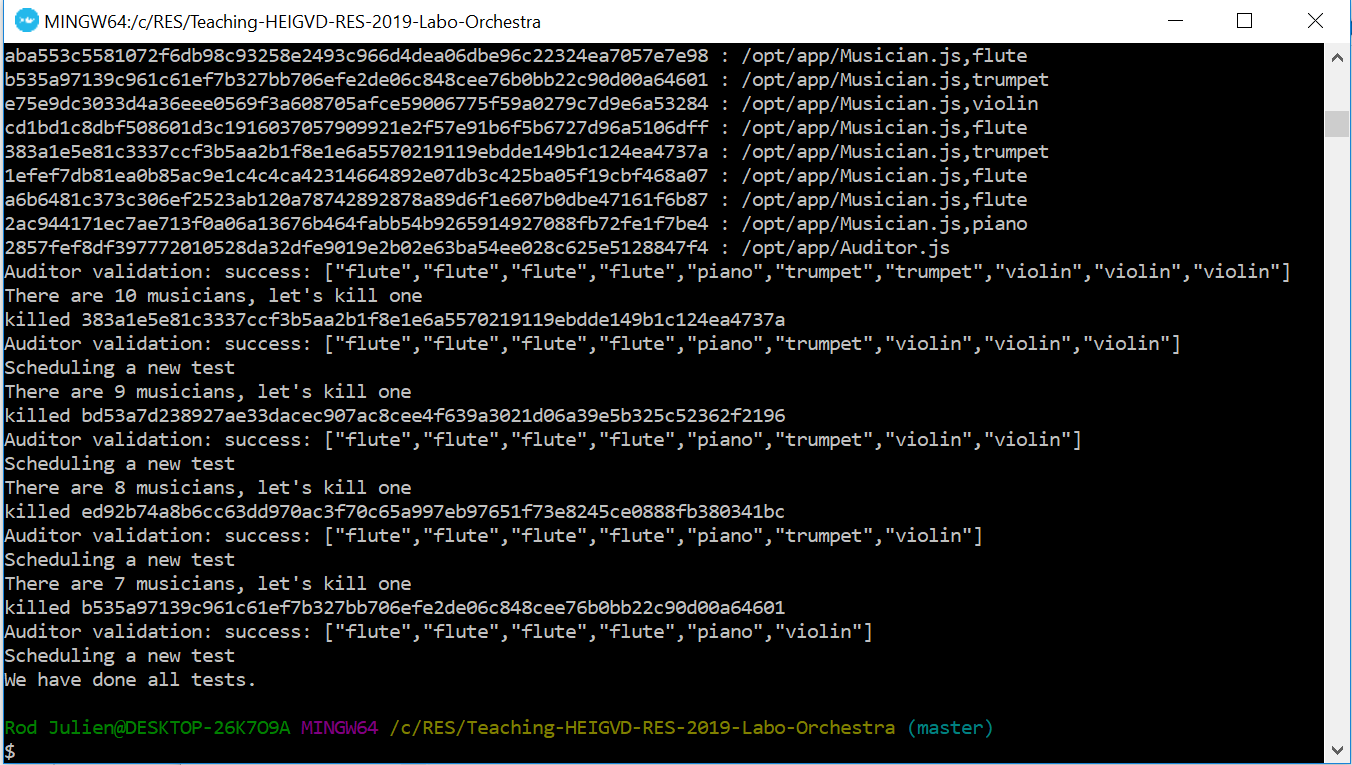 MINGW64:/c/RES/Teaching-HEIGVD-RES-2019-Labo-Orchestra
aba553c5581072f6db98c93258e2493c966d4dea06dbe96c22324ea7057e7e98 : /opt/app/Musician.js,flute
b535a97139c961c61ef7b327bb706efe2de06c848cee76b0bb22c90d00a64601 : /opt/app/Musician.js,trumpet
e75e9dc3033d4a36eee0569f3a608705afce59006775f59a0279c7d9e6a53284 : /opt/app/Musician.js,violin
cd1bd1c8dbf508601d3c1916037057909921e2f57e91b6f5b6727d96a5106dff : /opt/app/Musician.js,flute
383a1e5e81c3337ccf3b5aa2b1f8e1e6a5570219119ebdde149b1c124ea4737a : /opt/app/Musician.js,trumpet
1efef7db81ea0b85ac9e1c4c4ca42314664892e07db3c425ba05f19cbf468a07 : /opt/app/Musician.js,flute
a6b6481c373c306ef2523ab120a78742892878a89d6f1e607b0dbe47161f6b87 : /opt/app/Musician.js,flute
2ac944171ec7ae713f0a06a13676b464fabb54b9265914927088fb72fe1f7be4 : /opt/app/Musician.js,piano
2857fef8df397772010528da32dfe9019e2b02e63ba54ee028c625e5128847f4 : /opt/app/Auditor.js
Auditor validation: success: ["flute","flute","flute","flute","piano","trumpet","trumpet","violin","violin","violin"]
There are 10 musicians, let's kill one
killed 383a1e5e81c3337ccf3b5aa2b1f8e1e6a5570219119ebdde149b1c124ea4737a
Auditor validation: success: ["flute","flute","flute","flute","piano","trumpet","violin","violin","violin"]
Scheduling a new test
There are 9 musicians, let's kill one
killed bd53a7d238927ae33dacec907ac8cee4f639a3021d06a39e5b325c52362f2196
Auditor validation: success: ["flute","flute","flute","flute","piano","trumpet","violin","violin"]
Scheduling a new test
There are 8 musicians, let's kill one
killed ed92b74a8b6cc63dd970ac3f70c65a997eb97651f73e8245ce0888fb380341bc
Auditor validation: success: ["flute","flute","flute","flute","piano","trumpet","violin"]
Scheduling a new test
There are 7 musicians, let's kill one
killed b535a97139c961c61ef7b327bb706efe2de06c848cee76b0bb22c90d00a64601
Auditor validation: success: ["flute","flute","flute","flute","piano","violin"]
Scheduling a new test
We have done all tests.
Rod Julien@DESKTOP-26K7O9A MINGW64 /c/RES/Teaching-HEIGVD-RES-2019-Labo-Orchestra (master)
$